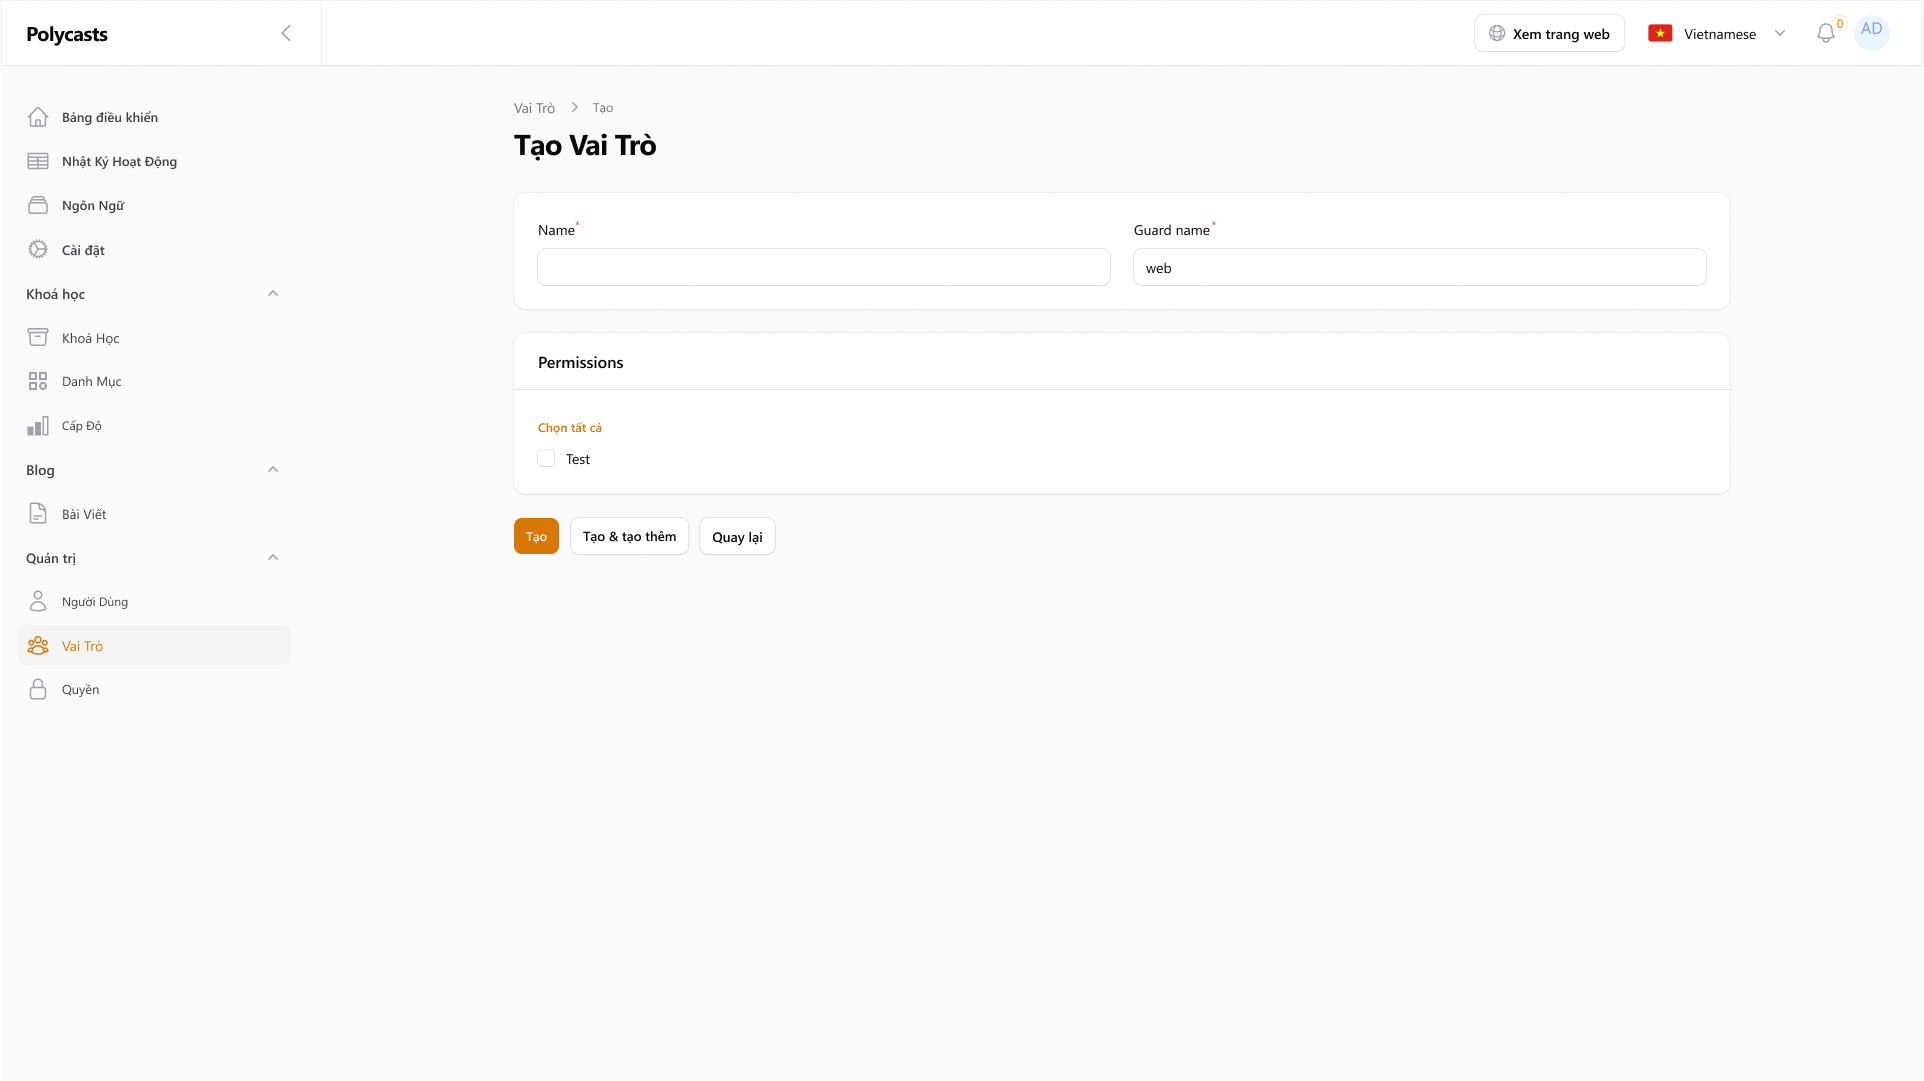 Polycasts
Xem trang web
Vietnamese
0
AD
Bảng điều khiển
Nhật Ký Hoạt Động
Ngôn Ngữ
Cài đặt
Khoá học
Khoá Học
Danh Mục
Cấp Độ
Blog
Bài Viết
Quản trị
Người Dùng
Vai Trò
Quyền
Vai Trò
Tạo
Tạo Vai Trò
Name*
Guard name*
web
Permissions
Chọn tất cả
Test
Tạo
Tạo & tạo thêm
Quay lại